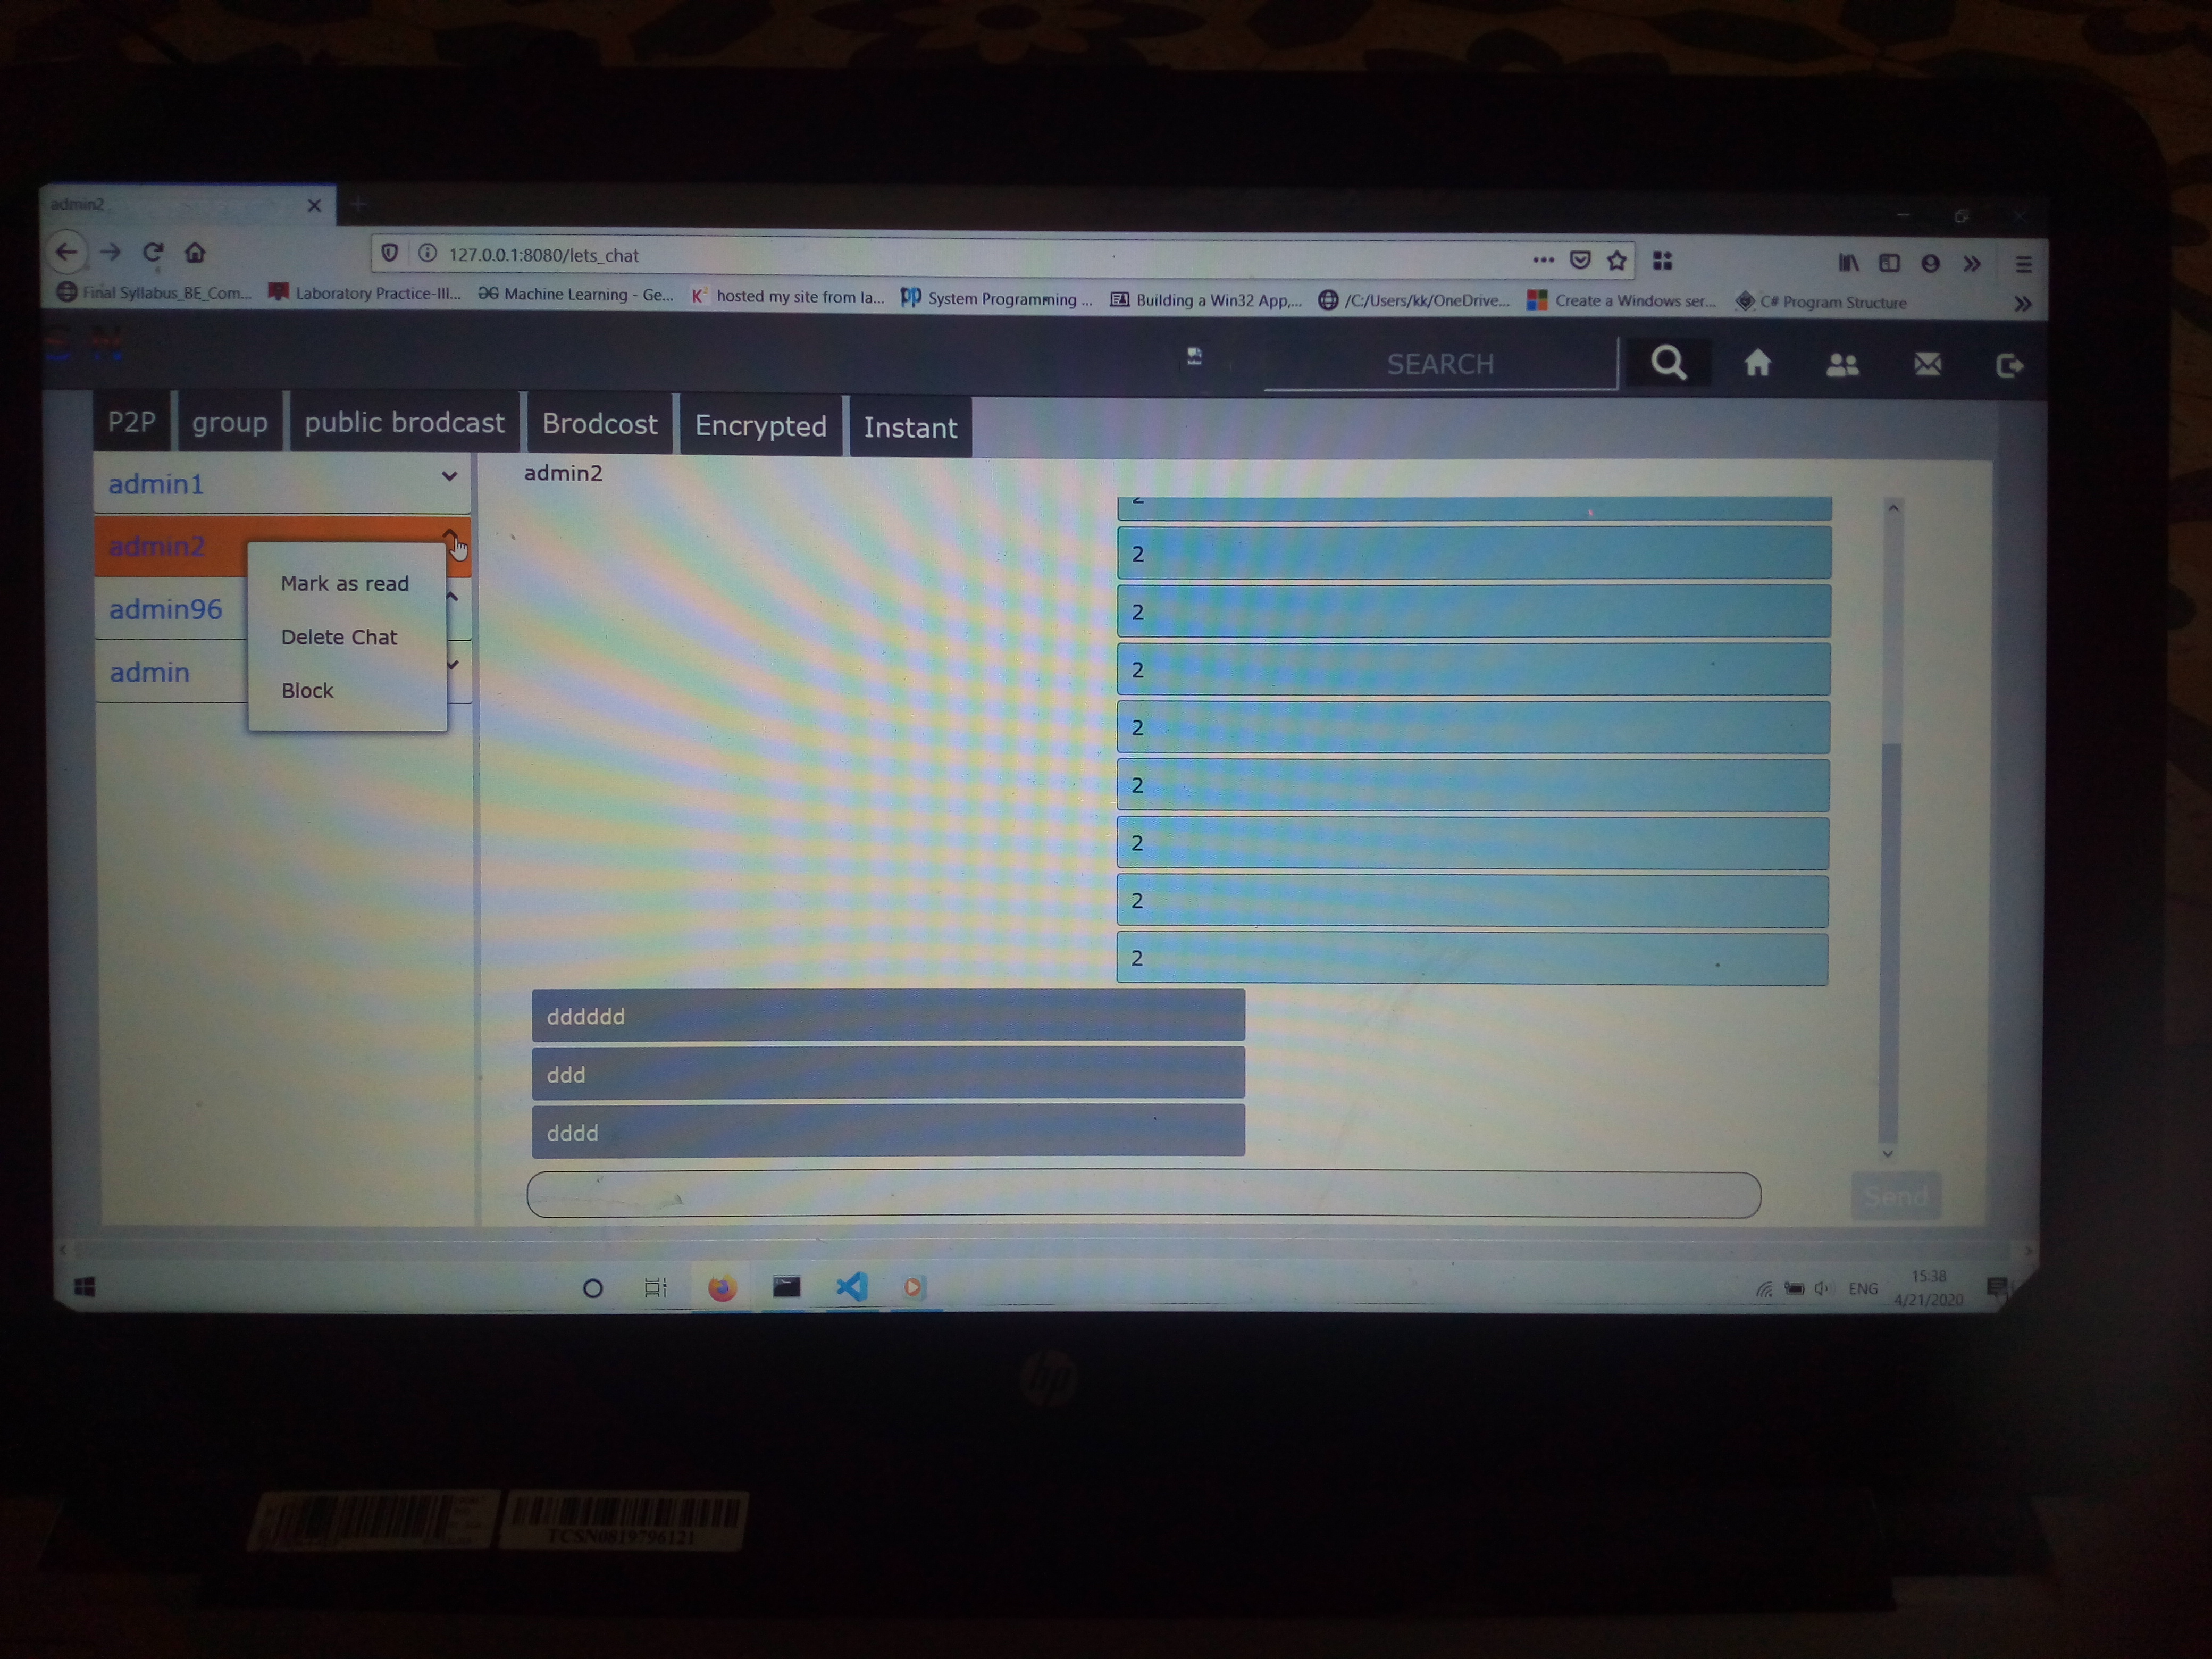 admin2
127.0.0.1:8080/lets_chat
Final Syllabus_BE_Com... Laboratory Practice-III... Machine Learning - Ge... hosted my site from la... System Programming ... Building a Win32 App,... /C:/Users/kk/OneDrive... Create a Windows ser... C# Program Structure
S N
SEARCH
P2P group public brodcast Brodcost Encrypted Instant
admin1
admin2
admin96
admin
Mark as read
Delete Chat
Block
admin2
2
2
2
2
2
2
2
2
2
dddddd
ddd
dddd
Send
ENG
15:38
4/21/2020
hp
TCSN0819796121